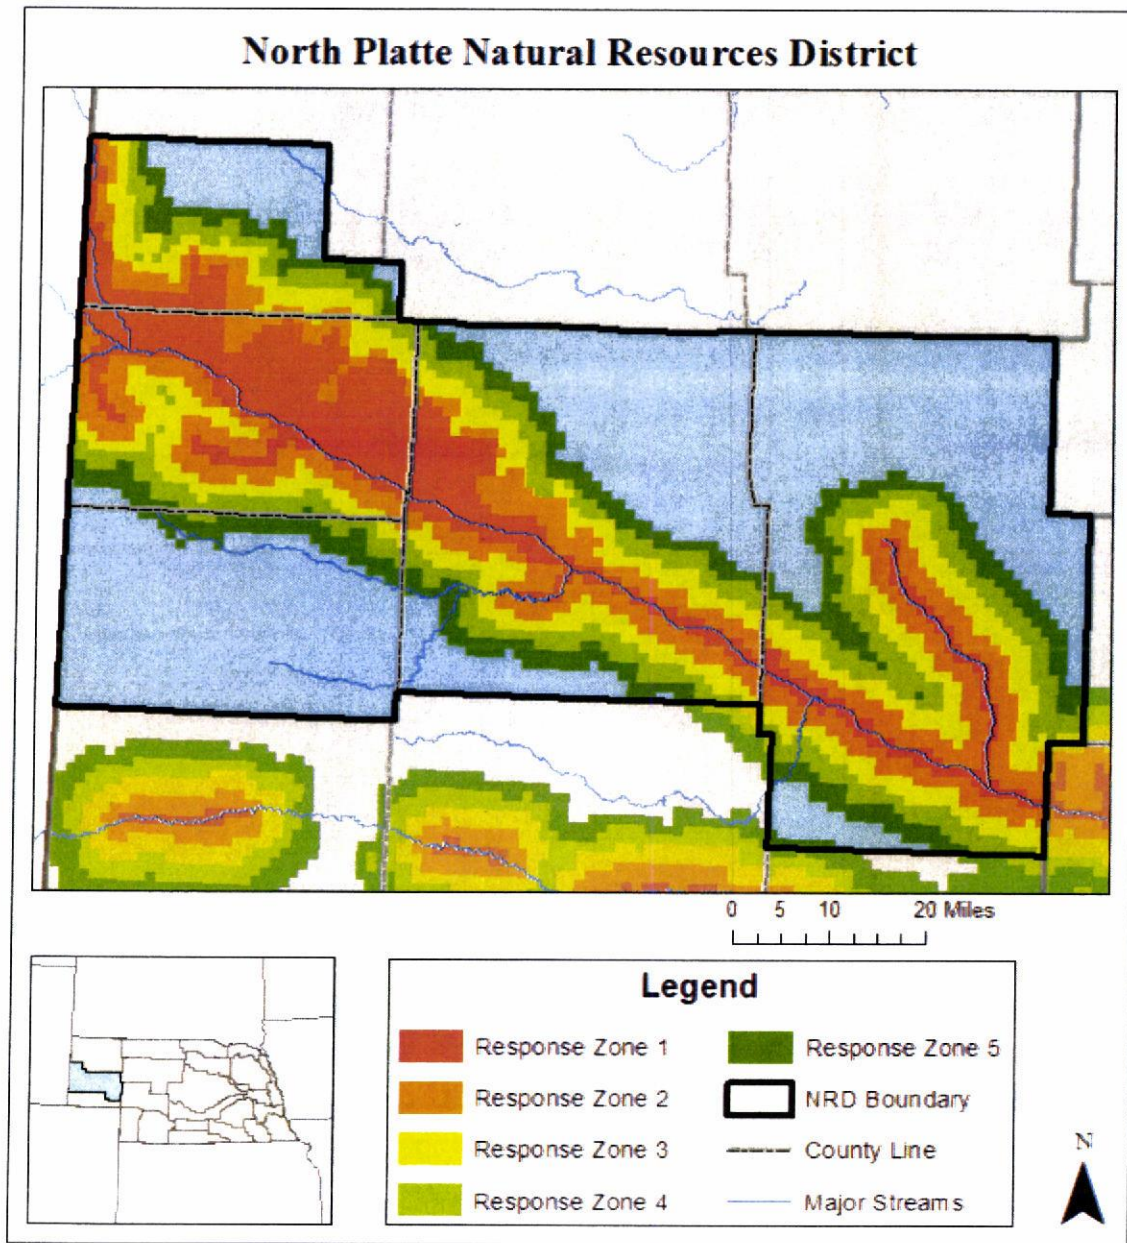 North Platte Natural Resources District
0 5 10 20 Miles
Legend
Response Zone 1
Response Zone 2
Response Zone 3
Response Zone 4
Response Zone 5
NRD Boundary
County Line
Major Streams
N